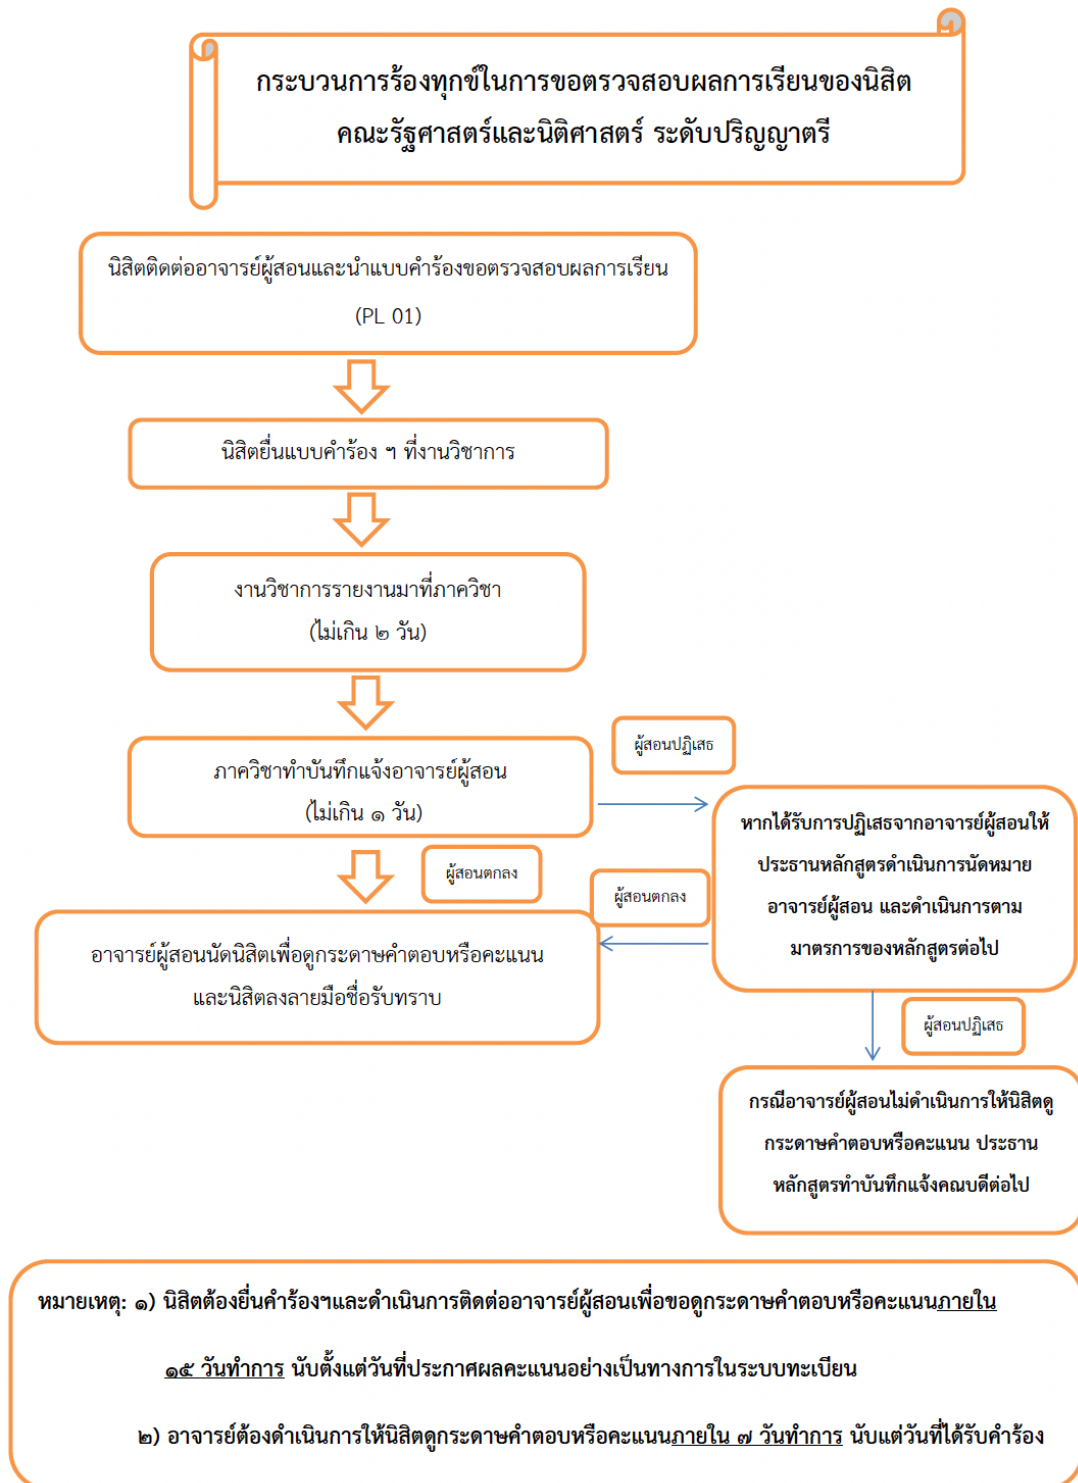 กระบวนการร้องทุกข์ในการขอตรวจสอบผลการเรียนของนิสิต
คณะรัฐศาสตร์และนิติศาสตร์ ระดับปริญญาตรี
นิสิตติดต่ออาจารย์ผู้สอนและนำแบบคำร้องขอตรวจสอบผลการเรียน
(PL 01)
นิสิตยื่นแบบคำร้อง ฯ ที่งานวิชาการ
งานวิชาการรายงานมาที่ภาควิชา
(ไม่เกิน ๒ วัน)
ภาควิชาทำบันทึกแจ้งอาจารย์ผู้สอน
(ไม่เกิน ๑ วัน)
ผู้สอนปฏิเสธ
หากได้รับการปฏิเสธจากอาจารย์ผู้สอนให้
ประธานหลักสูตรดำเนินการนัดหมาย
อาจารย์ผู้สอน และดำเนินการตาม
มาตรการของหลักสูตรต่อไป
ผู้สอนตกลง
ผู้สอนตกลง
อาจารย์ผู้สอนนัดนิสิตเพื่อดูกระดาษคำตอบหรือคะแนน
และนิสิตลงลายมือชื่อรับทราบ
ผู้สอนปฏิเสธ
กรณีอาจารย์ผู้สอนไม่ดำเนินการให้นิสิตดู
กระดาษคำตอบหรือคะแนน ประธาน
หลักสูตรทำบันทึกแจ้งคณบดีต่อไป
หมายเหตุ: ๑) นิสิตต้องยื่นคำร้องฯและดำเนินการติดต่ออาจารย์ผู้สอนเพื่อขอดูกระดาษคำตอบหรือคะแนนภายใน
๑๕ วันทำการ นับตั้งแต่วันที่ประกาศผลคะแนนอย่างเป็นทางการในระบบทะเบียน
๒) อาจารย์ต้องดำเนินการให้นิสิตดูกระดาษคำตอบหรือคะแนนภายใน ๗ วันทำการ นับแต่วันที่ได้รับคำร้อง